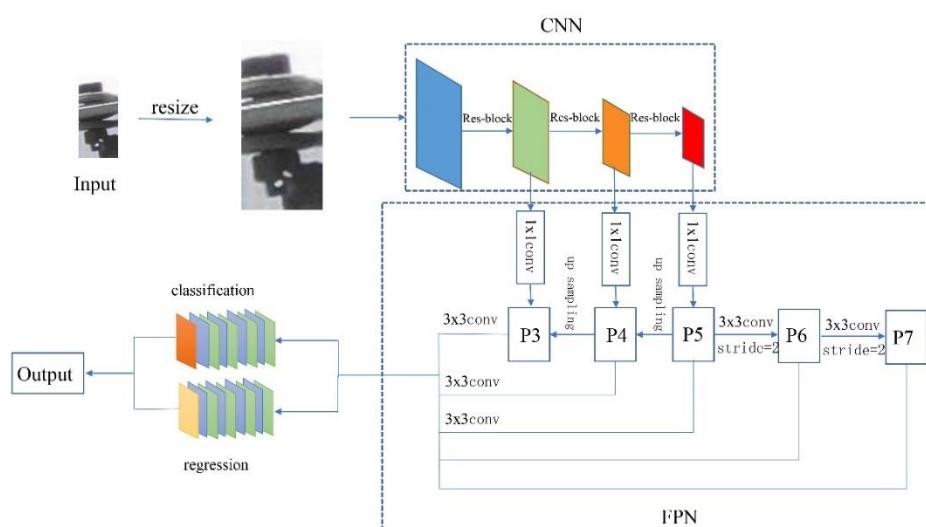 CNN
resize
Input
Res-block
Res-block
Res-block
1x1conv
1x1conv
1x1conv
up sampling
up sampling
classification
3x3conv
P3
P4
P5
3x3conv
stride=2
P6
3x3conv
stride=2
P7
Output
3x3conv
3x3conv
regression
FPN